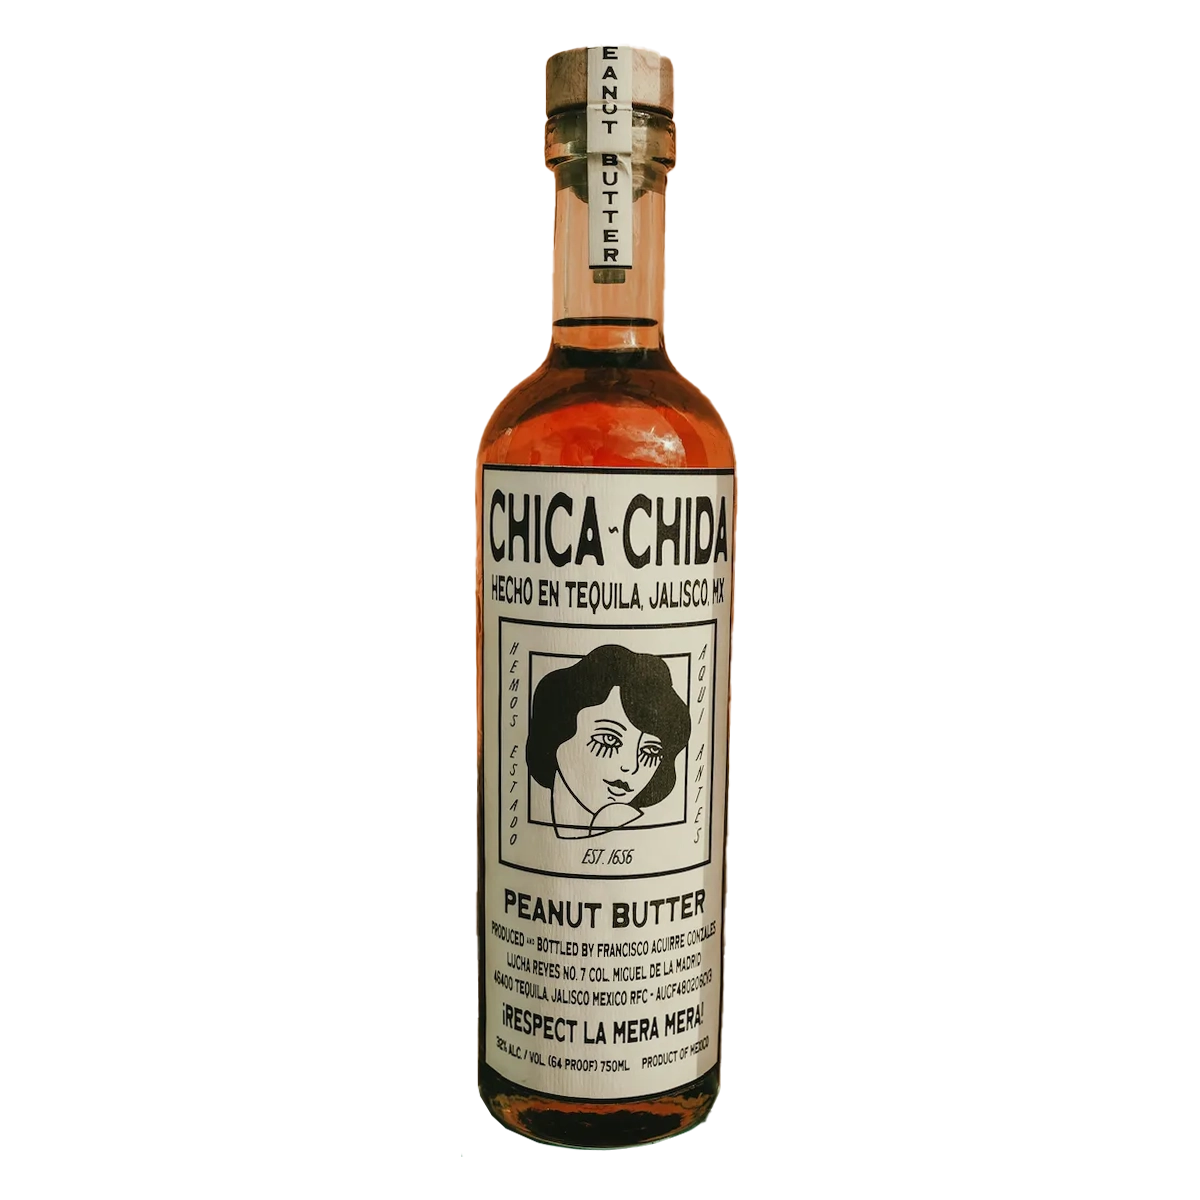 EANUT BUTTER
CHICA~CHIDA
HECHO EN TEQUILA, JALISCO, MX
HEMOS ESTADO
AQUI ANTES
EST. 1656
PEANUT BUTTER
PRODUCED AND BOTTLED BY FRANCISCO AGUIRRE GONZALES
LUCHA REYES NO. 7 COL. MIGUEL DE LA MADRID
46400 TEQUILA, JALISCO MEXICO RFC - AUCF480206CK9
¡RESPECT LA MERA MERA!
32% ALC. / VOL. (64 PROOF) 750ML PRODUCT OF MEXICO